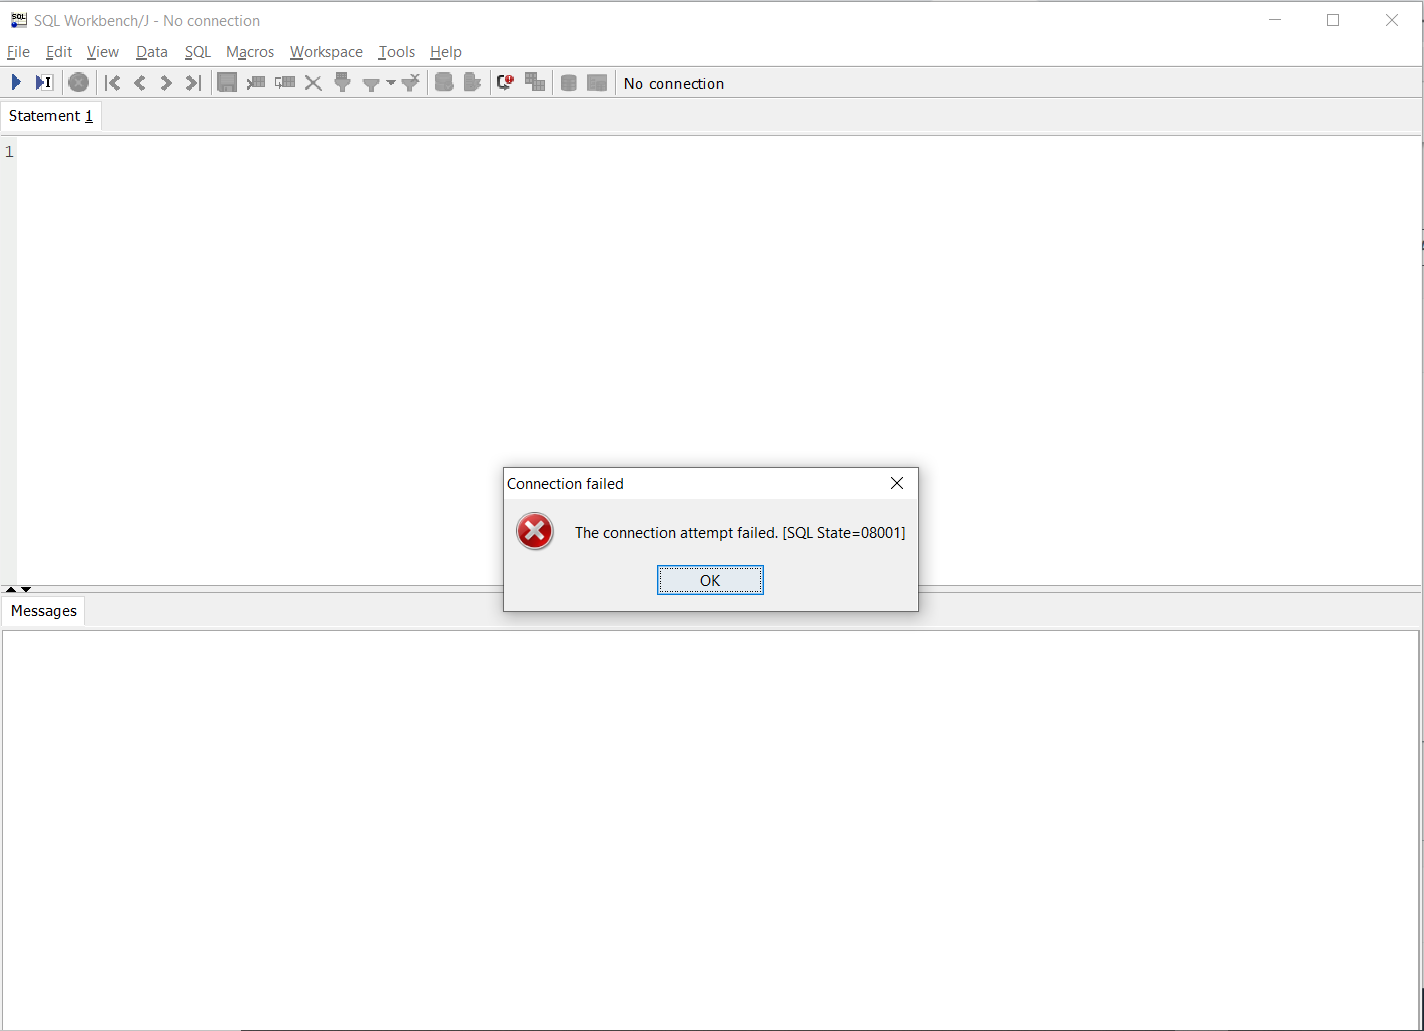 SQL Workbench/J - No connection
File Edit View Data SQL Macros Workspace Tools Help
No connection
Statement 1
1
Connection failed
The connection attempt failed. [SQL State=08001]
OK
Messages